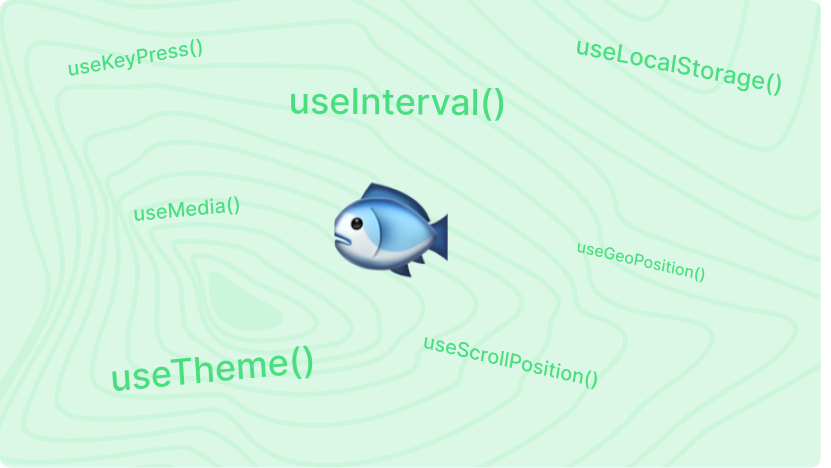 useKeyPress()
useLocalStorage()
useInterval()
useMedia()
useGeoPosition()
useTheme()
useScrollPosition()